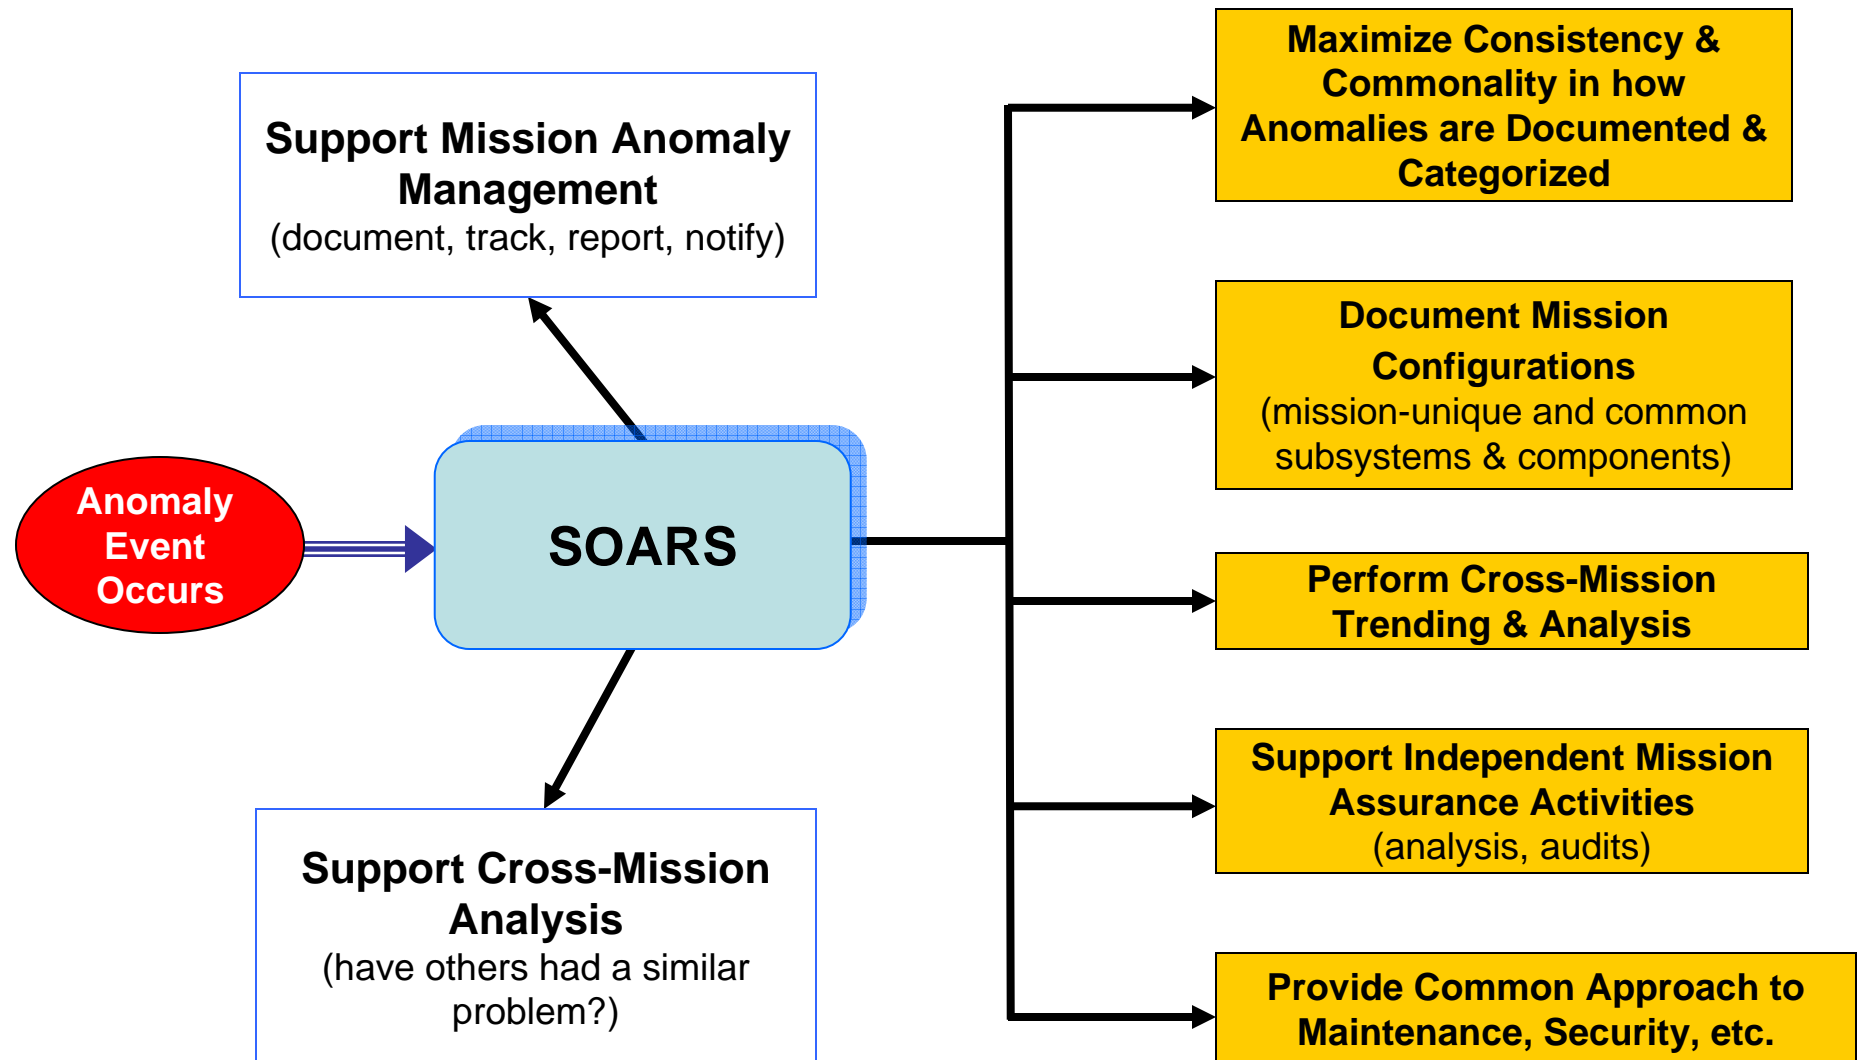 Support Mission Anomaly
Management
(document, track, report, notify)
Anomaly
Event
Occurs
SOARS
Support Cross-Mission
Analysis
(have others had a similar
problem?)
Maximize Consistency &
Commonality in how
Anomalies are Documented &
Categorized
Document Mission
Configurations
(mission-unique and common
subsystems & components)
Perform Cross-Mission
Trending & Analysis
Support Independent Mission
Assurance Activities
(analysis, audits)
Provide Common Approach to
Maintenance, Security, etc.